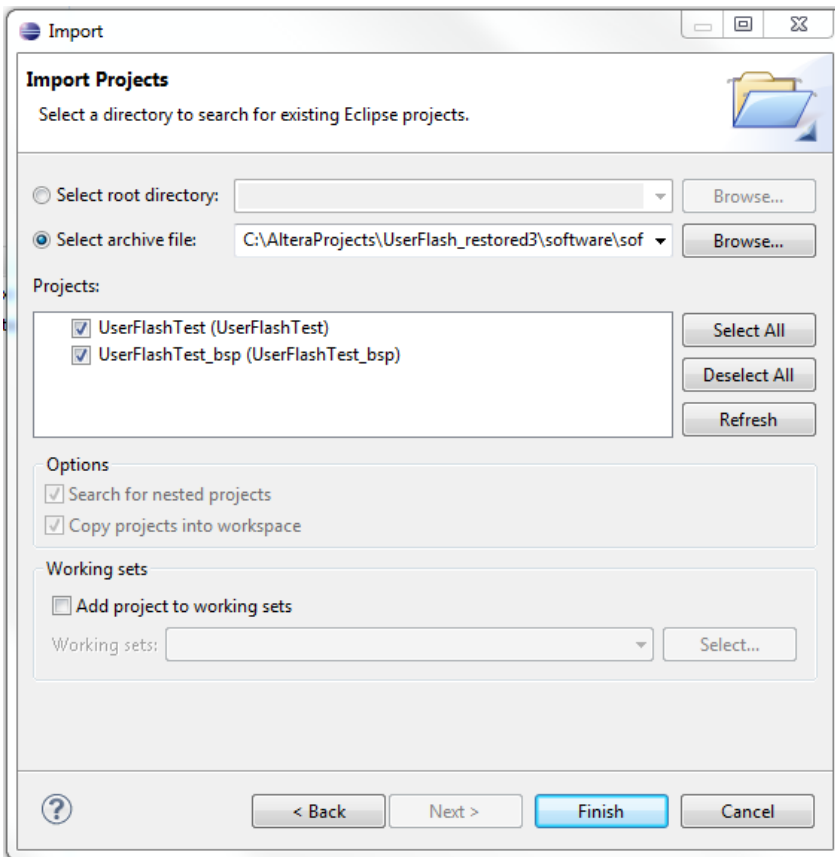 Import
Import Projects
Select a directory to search for existing Eclipse projects.
Select root directory:
Browse...
Select archive file: C:\AlteraProjects\UserFlash_restored3\software\sof Browse...
Projects:
UserFlashTest (UserFlashTest)
UserFlashTest_bsp (UserFlashTest_bsp)
Select All
Deselect All
Refresh
Options
Search for nested projects
Copy projects into workspace
Working sets
Add project to working sets
Working sets: Select...
< Back Next > Finish Cancel